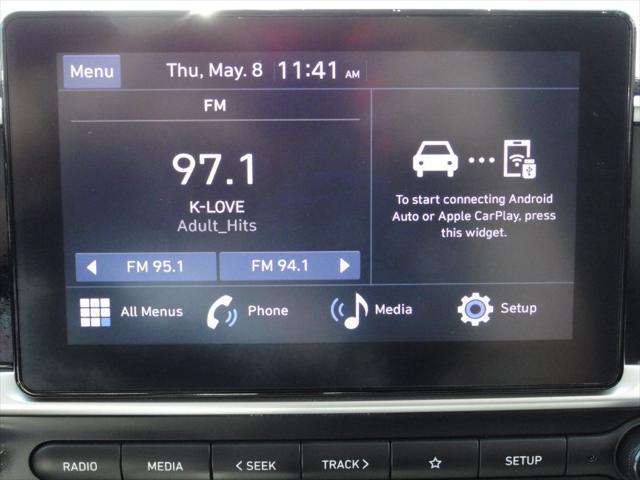 Menu Thu, May. 8 11:41 AM
FM
97.1
K-LOVE
Adult_Hits
FM 95.1 FM 94.1
To start connecting Android
Auto or Apple CarPlay, press
this widget.
All Menus Phone Media Setup
RADIO MEDIA < SEEK TRACK > ☆ SETUP